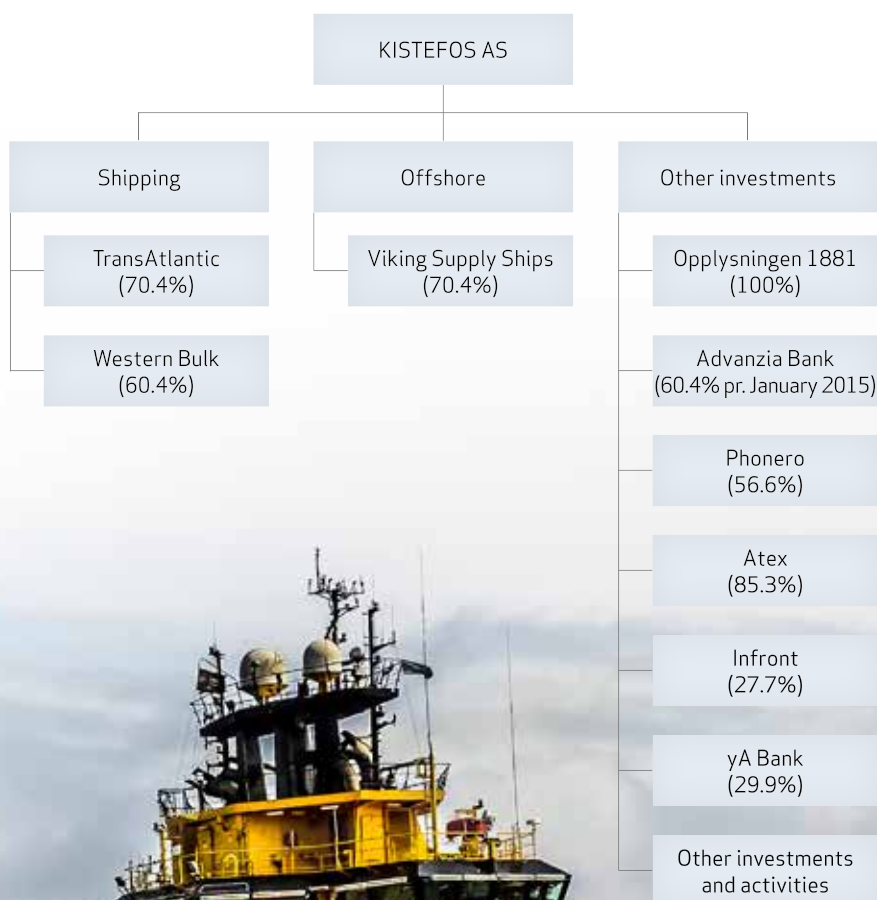 KISTEFOS AS
Shipping
TransAtlantic
(70.4%)
Western Bulk
(60.4%)
Offshore
Viking Supply Ships
(70.4%)
Other investments
Opplysningen 1881
(100%)
Advanzia Bank
(60.4% pr. January 2015)
Phonero
(56.6%)
Atex
(85.3%)
Infront
(27.7%)
yA Bank
(29.9%)
Other investments
and activities